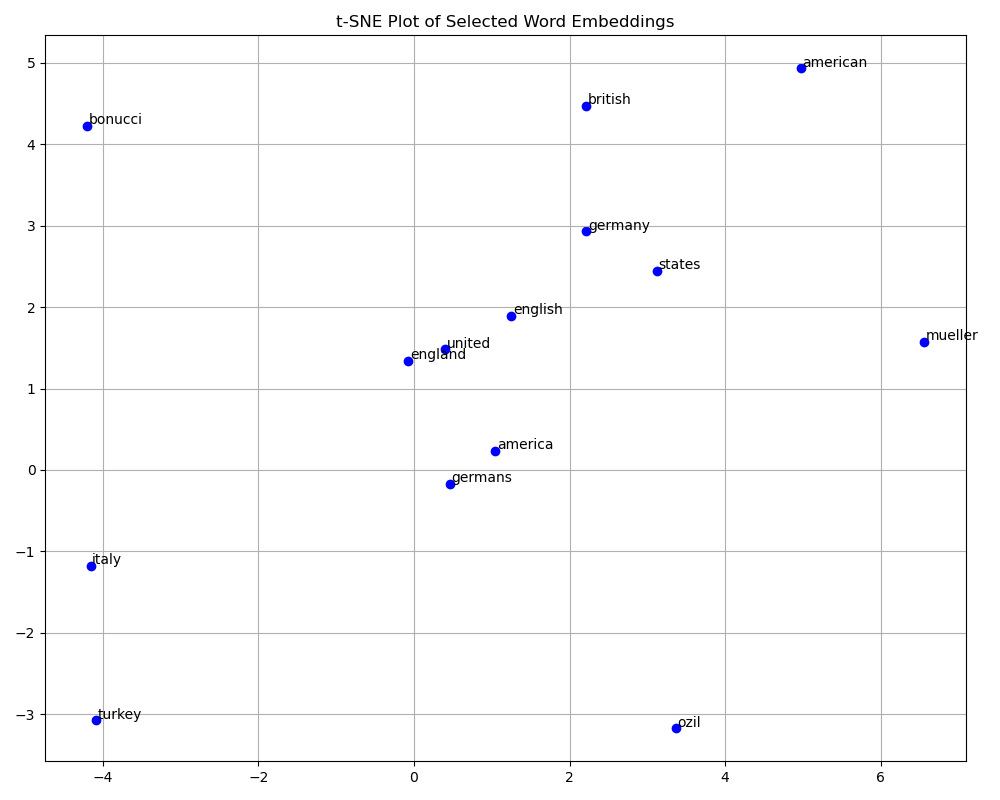 t-SNE Plot of Selected Word Embeddings
5
american
british
bonucci
4
germany
3
states
english
2
mueller
united
england
1
america
germans
0
italy
−1
−2
turkey
ozil
−3
−4
−2
0
2
4
6